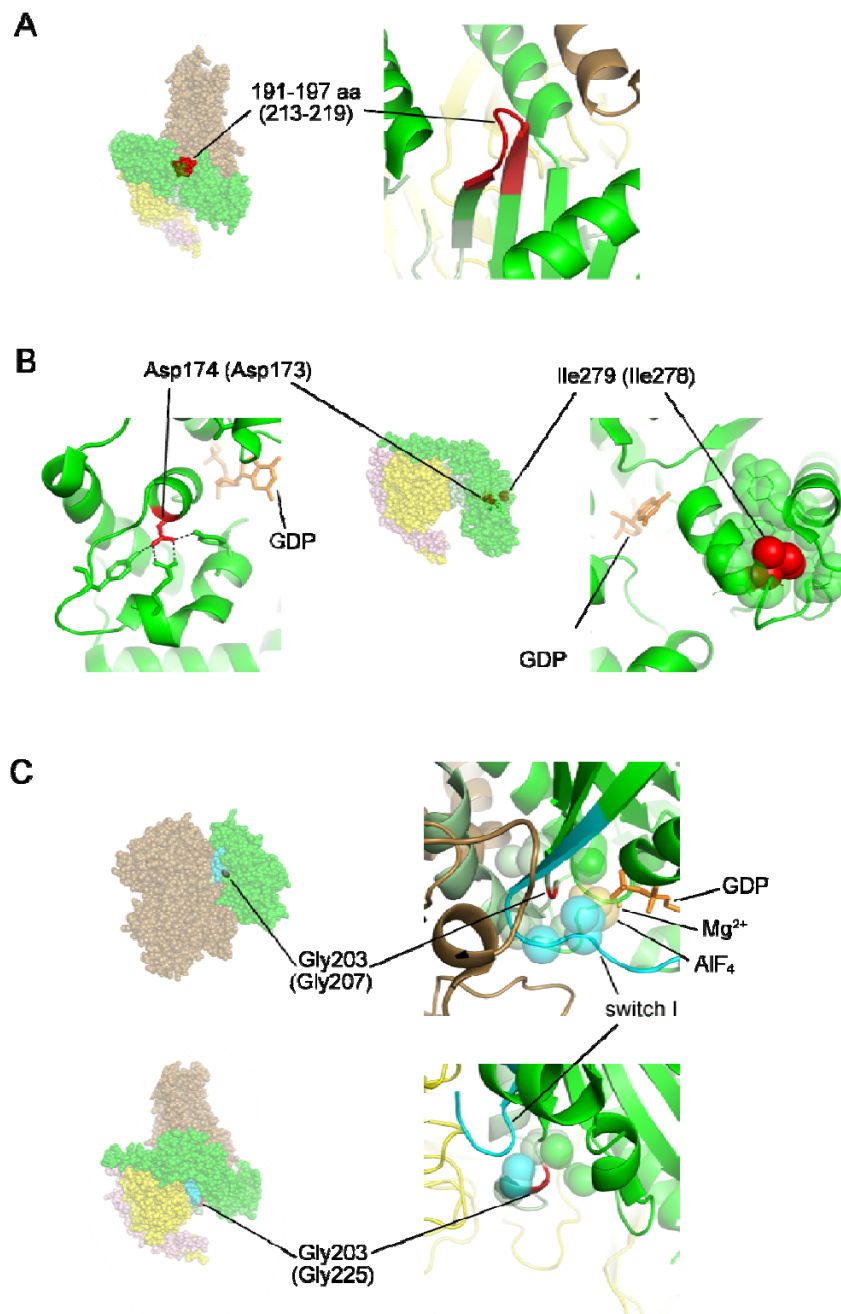 A
191-197 aa
(213-219)
B
Asp174 (Asp173)
Ile279 (Ile278)
GDP
GDP
C
GDP
Mg²⁺
AlF₄
Gly203
(Gly207)
switch I
Gly203
(Gly225)